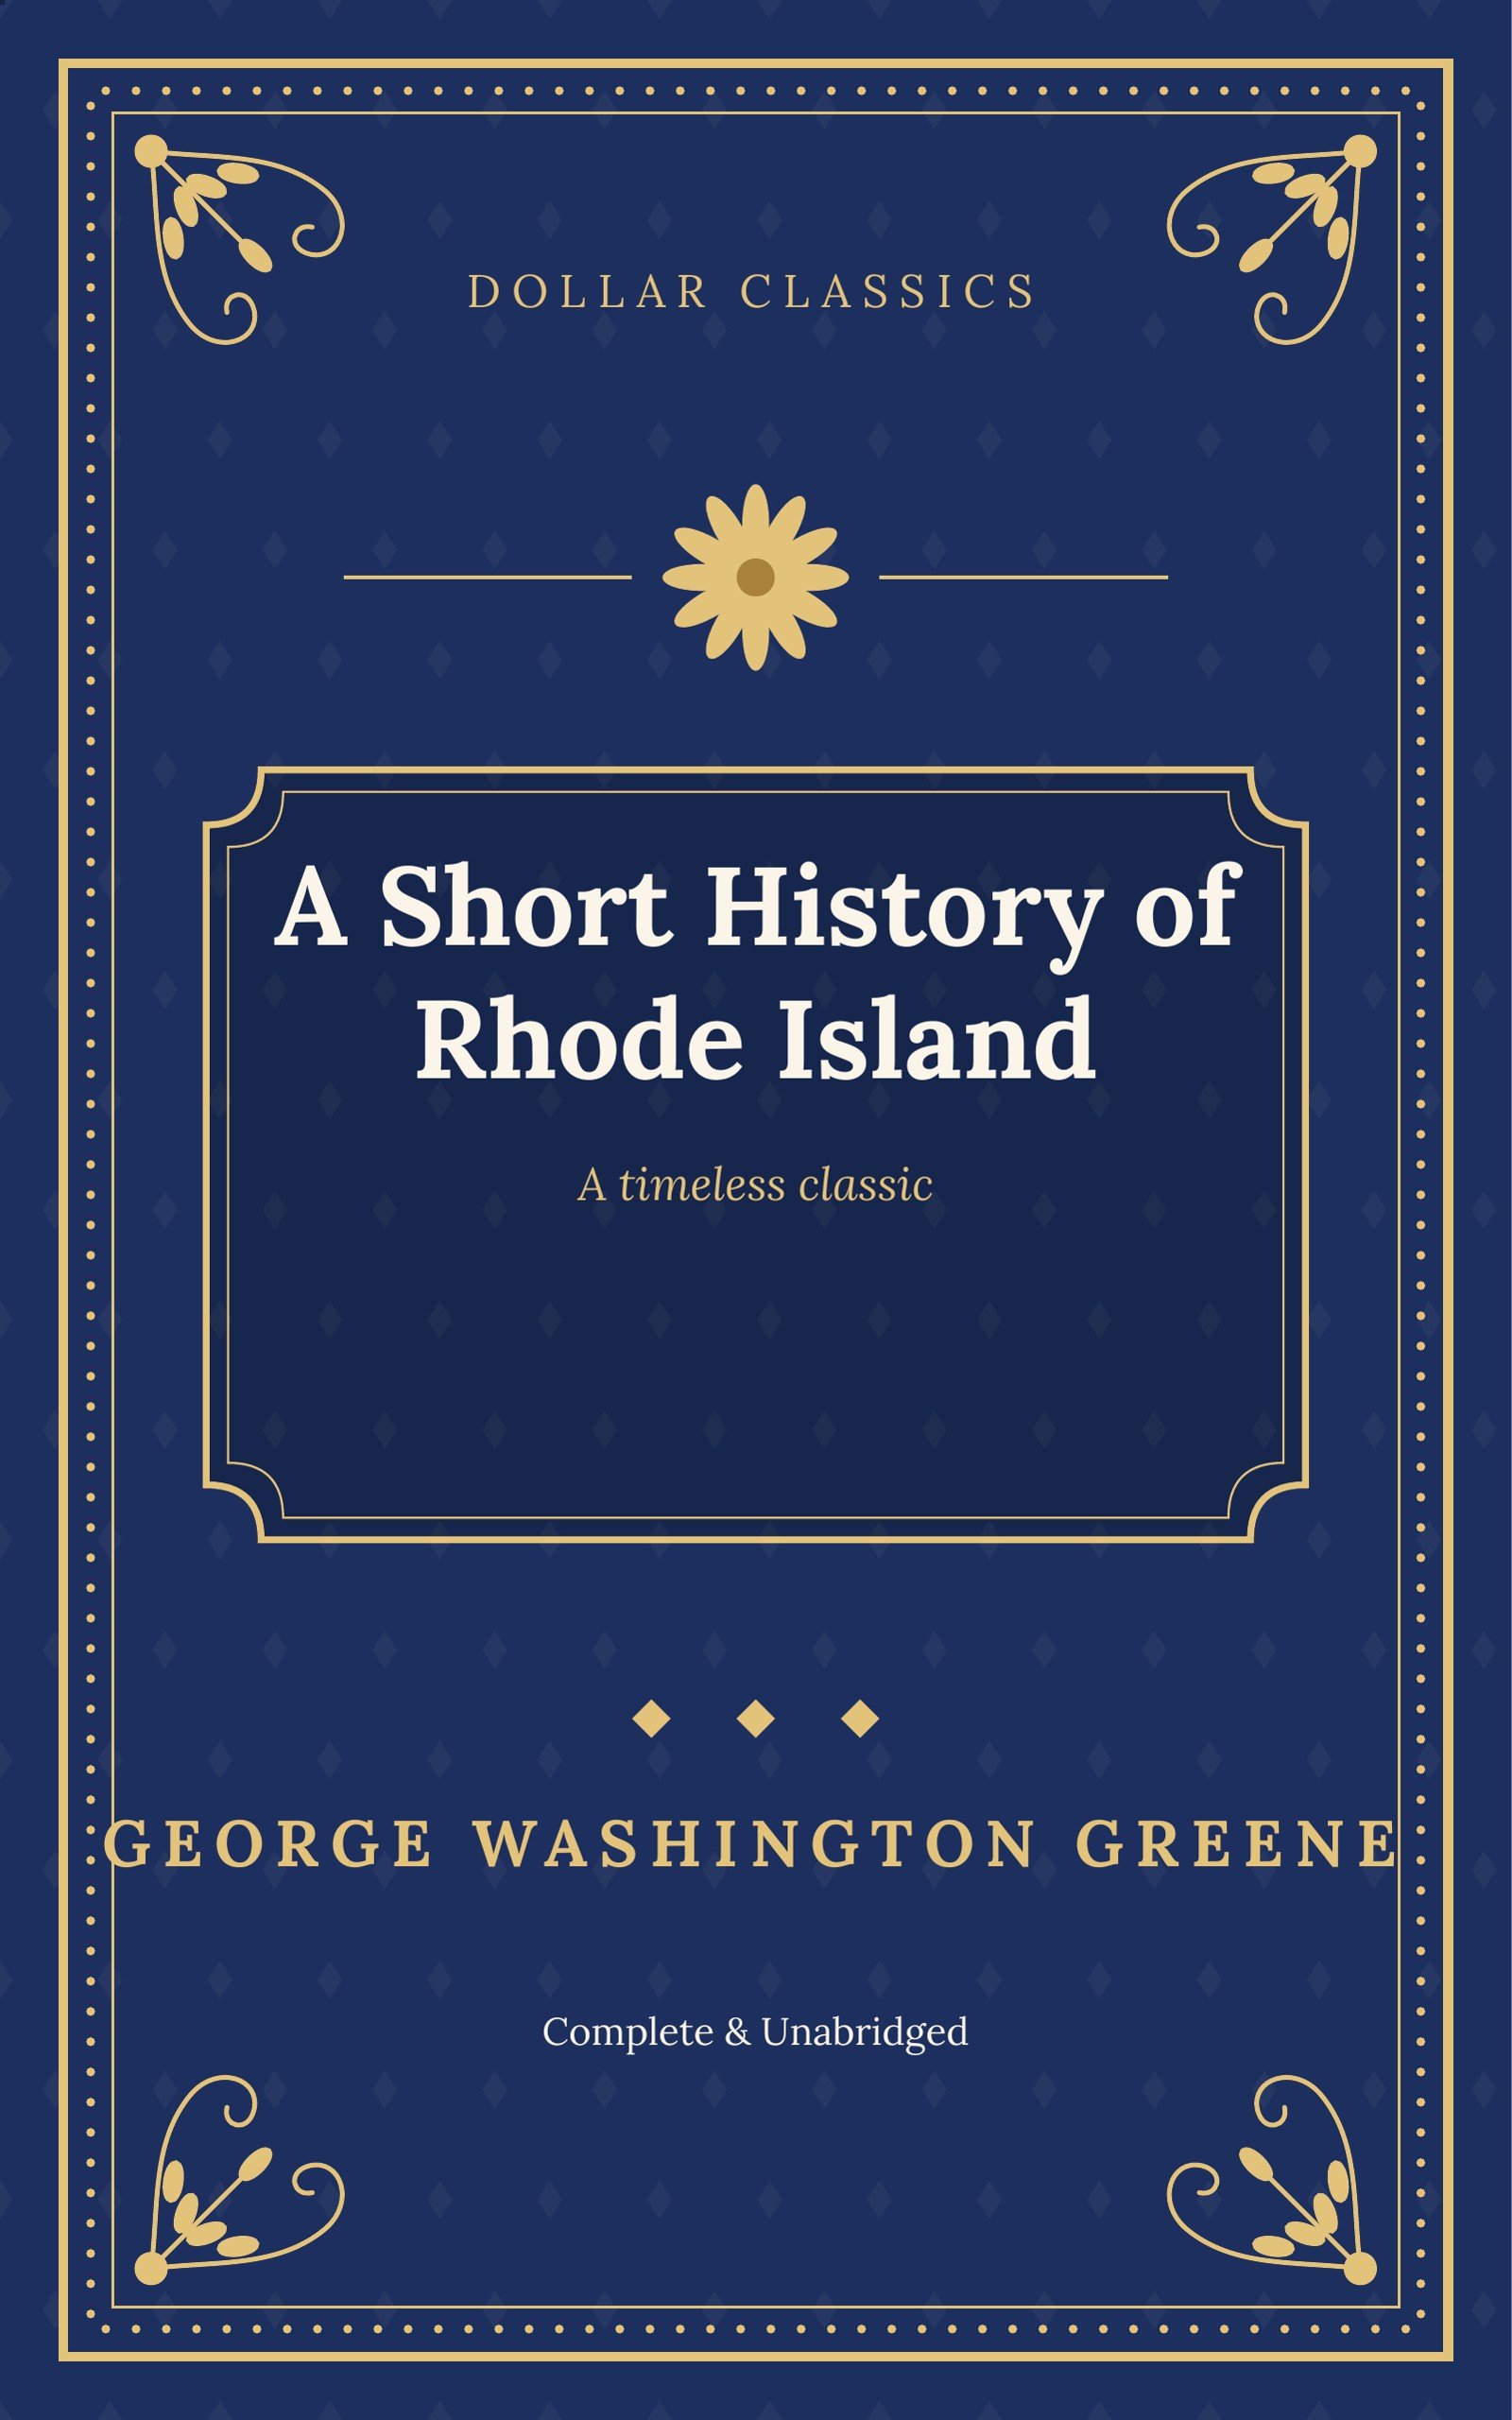 DOLLAR CLASSICS
A Short History of
Rhode Island
A timeless classic
GEORGE WASHINGTON GREENE
Complete & Unabridged